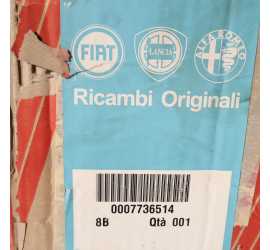 FIAT
LANCIA
ALFA ROMEO
Ricambi Originali
0007736514
8B Qtà 001